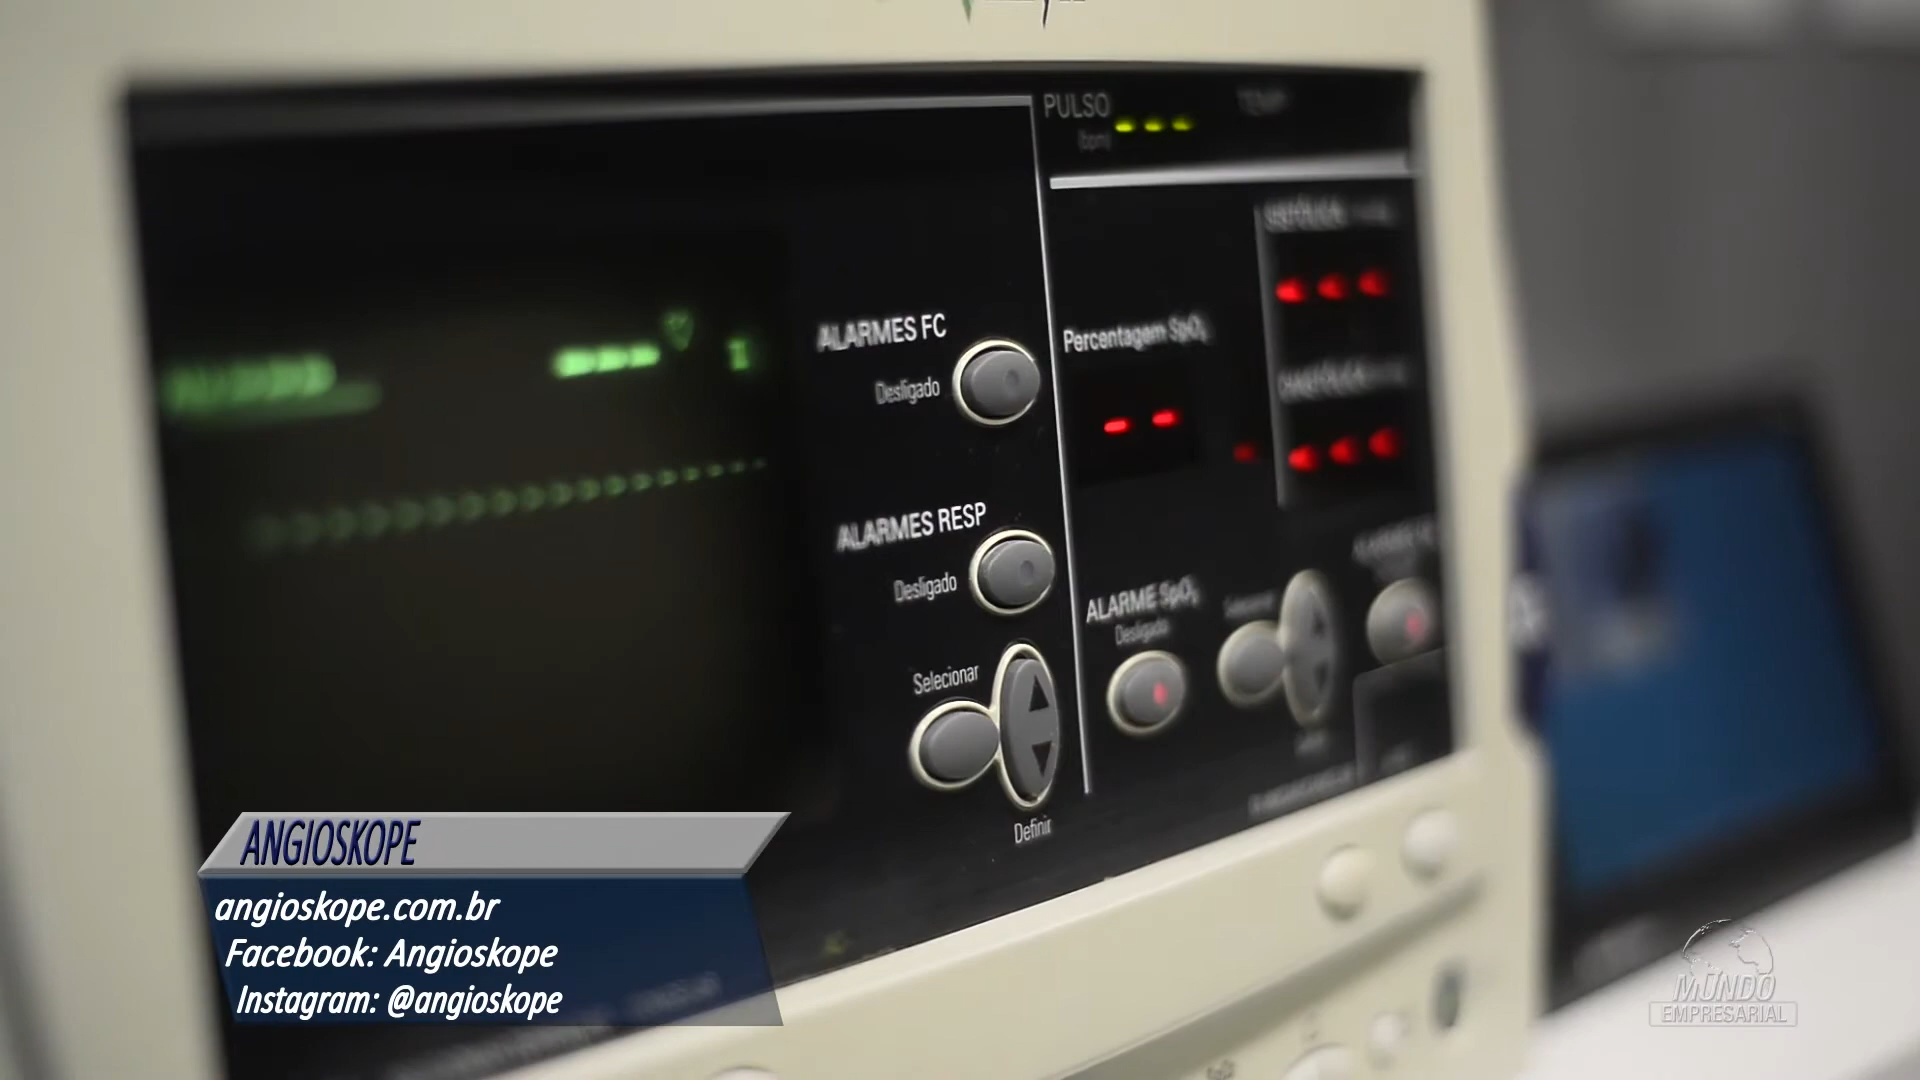 PULSO
(bpm)
ALARMES FC
Desligado
Percentagem SpO₂
ALARMES RESP
Desligado
ALARME SpO₂
Desligado
Selecionar
Definir
ANGIOSKOPE
angioskope.com.br
Facebook: Angioskope
Instagram: @angioskope
MUNDO
EMPRESARIAL